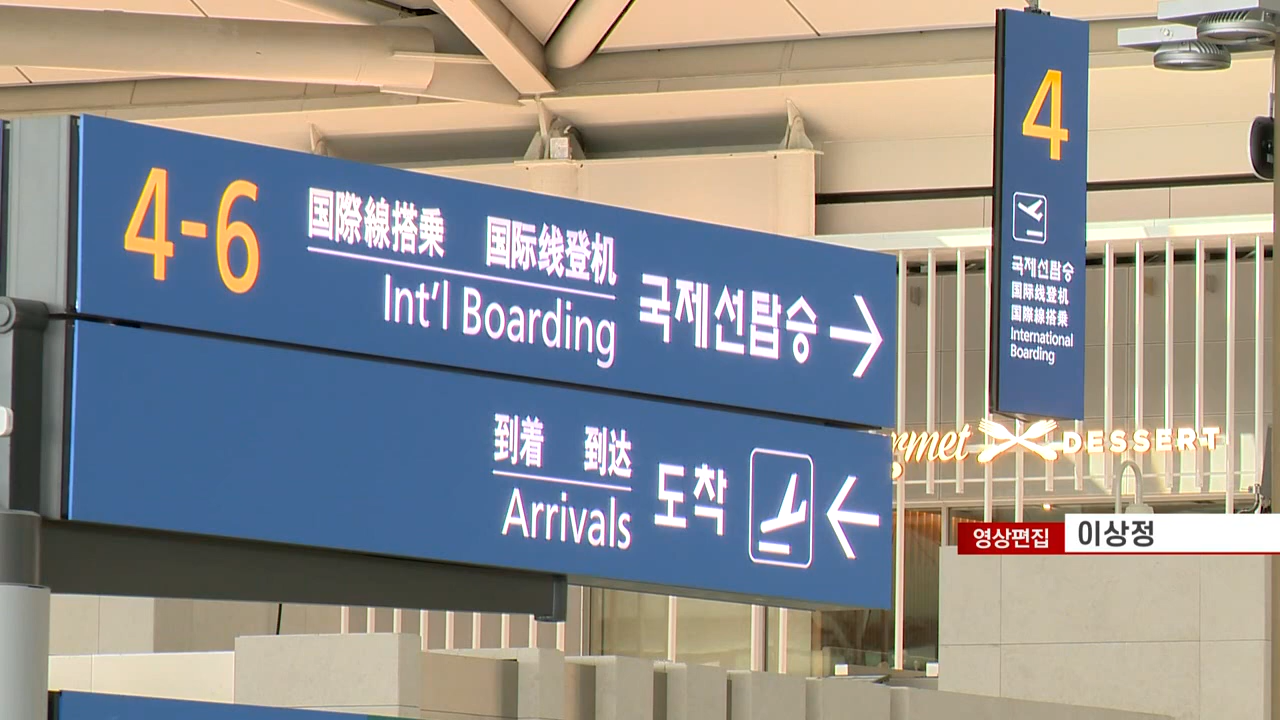 4-6
国際線搭乗 国际线登机
Int'l Boarding
국제선탑승
到着 到达
Arrivals
도착
4
국제선탑승
国际线登机
国際線搭乗
International
Boarding
DESSERT
영상편집 이상정